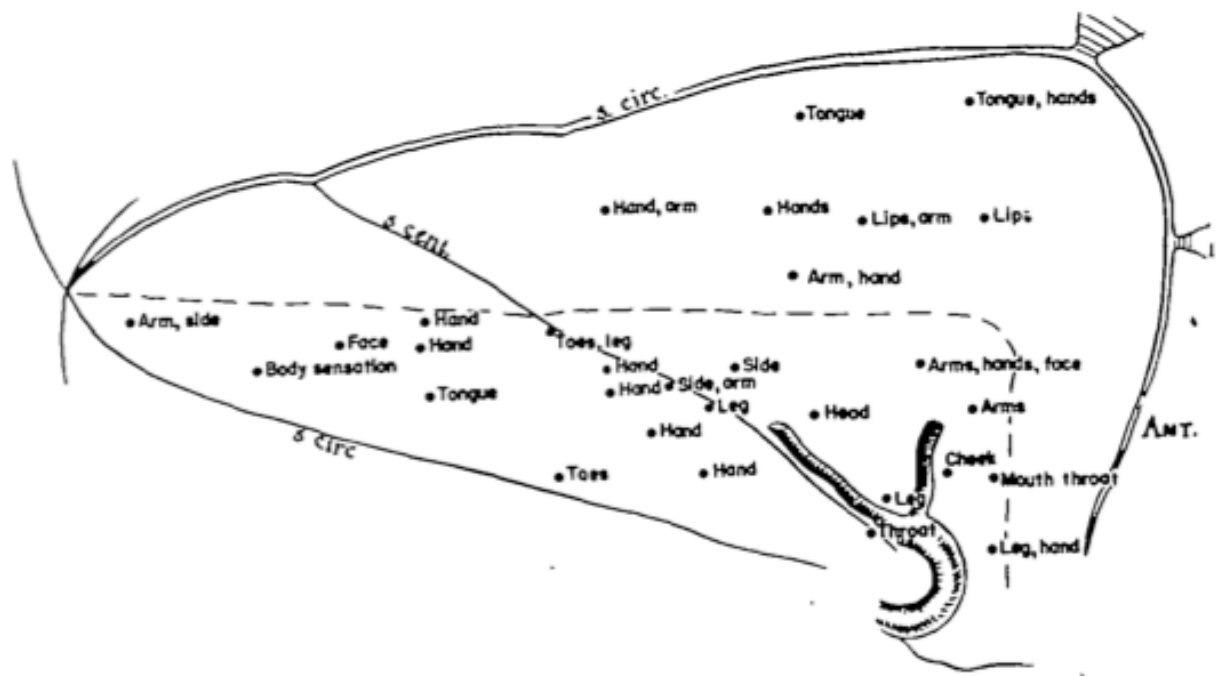 s circ.
Tongue
Tongue, hands
Hand, arm
Hands
Lips, arm
Lips
s cent.
Arm, hand
Arm, side
Hand
Face
Hand
Toes, leg
Body sensation
Hand
Side
Arms, hands, face
Tongue
Hand
Side, arm
Leg
Head
Arms
ANT.
Hand
s circ
Toes
Hand
Cheek
Mouth throat
Leg
Throat
Leg, hand